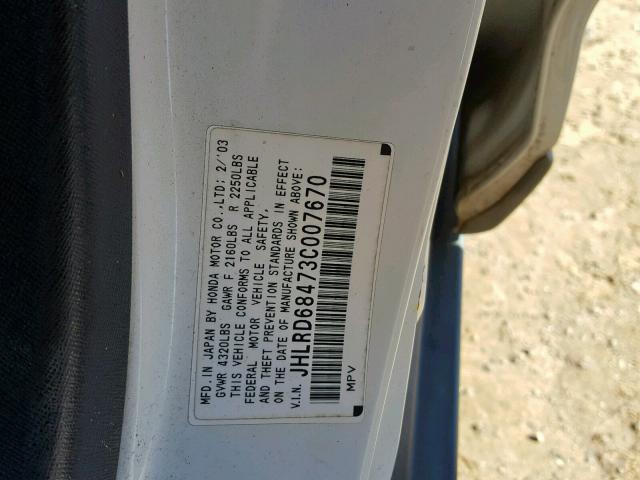 MFD. IN JAPAN BY HONDA MOTOR CO.,LTD; 2/'03
GVWR 4320LBS GAWR F 2160LBS R 2250LBS
THIS VEHICLE CONFORMS TO ALL APPLICABLE
FEDERAL MOTOR VEHICLE SAFETY,
AND THEFT PREVENTION STANDARDS IN EFFECT
ON THE DATE OF MANUFACTURE SHOWN ABOVE:
V.I.N. JHLRD68473C007670
MPV